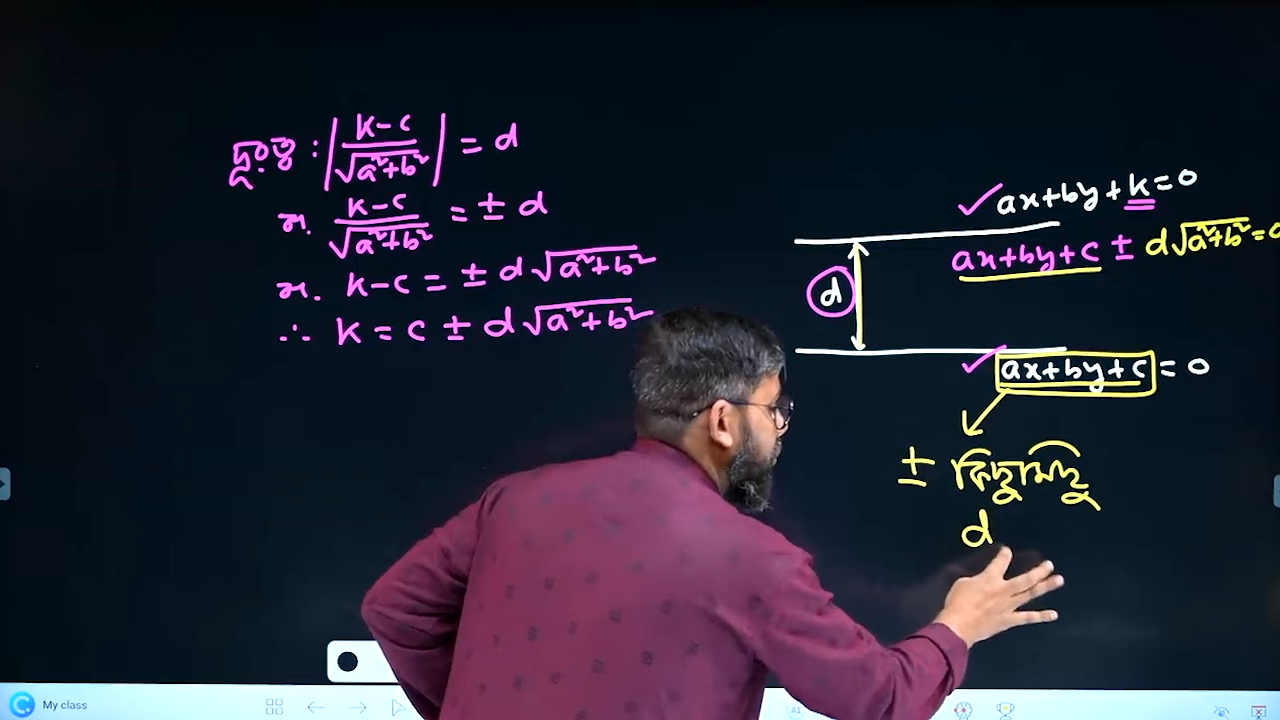 দূরত্ব : |(k-c)/√(a²+b²)| = d
বা. (k-c)/√(a²+b²) = ± d
বা. k-c = ± d√(a²+b²)
∴ k = c ± d√(a²+b²)
ax+by+k=0
ax+by+c ± d√(a²+b²)=0
d
ax+by+c = 0
± কিছুমিছু
d
My class